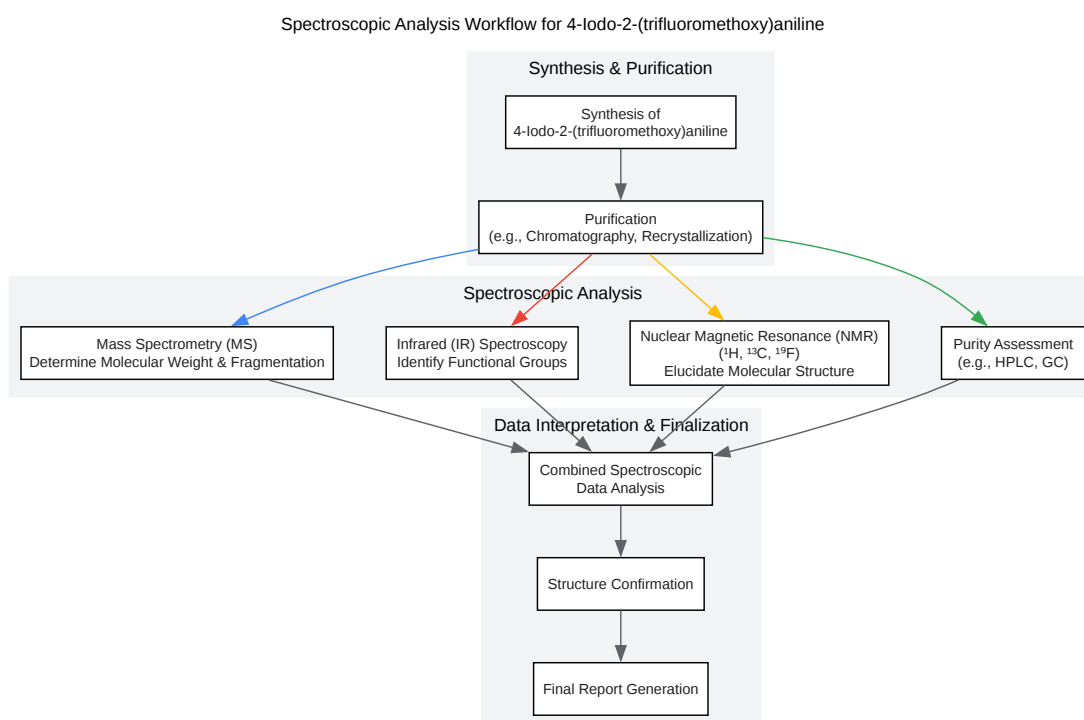 Spectroscopic Analysis Workflow for 4-Iodo-2-(trifluoromethoxy)aniline
Synthesis & Purification
Synthesis of
4-Iodo-2-(trifluoromethoxy)aniline
Purification
(e.g., Chromatography, Recrystallization)
Spectroscopic Analysis
Mass Spectrometry (MS)
Determine Molecular Weight & Fragmentation
Infrared (IR) Spectroscopy
Identify Functional Groups
Nuclear Magnetic Resonance (NMR)
(¹H, ¹³C, ¹⁹F)
Elucidate Molecular Structure
Purity Assessment
(e.g., HPLC, GC)
Data Interpretation & Finalization
Combined Spectroscopic
Data Analysis
Structure Confirmation
Final Report Generation